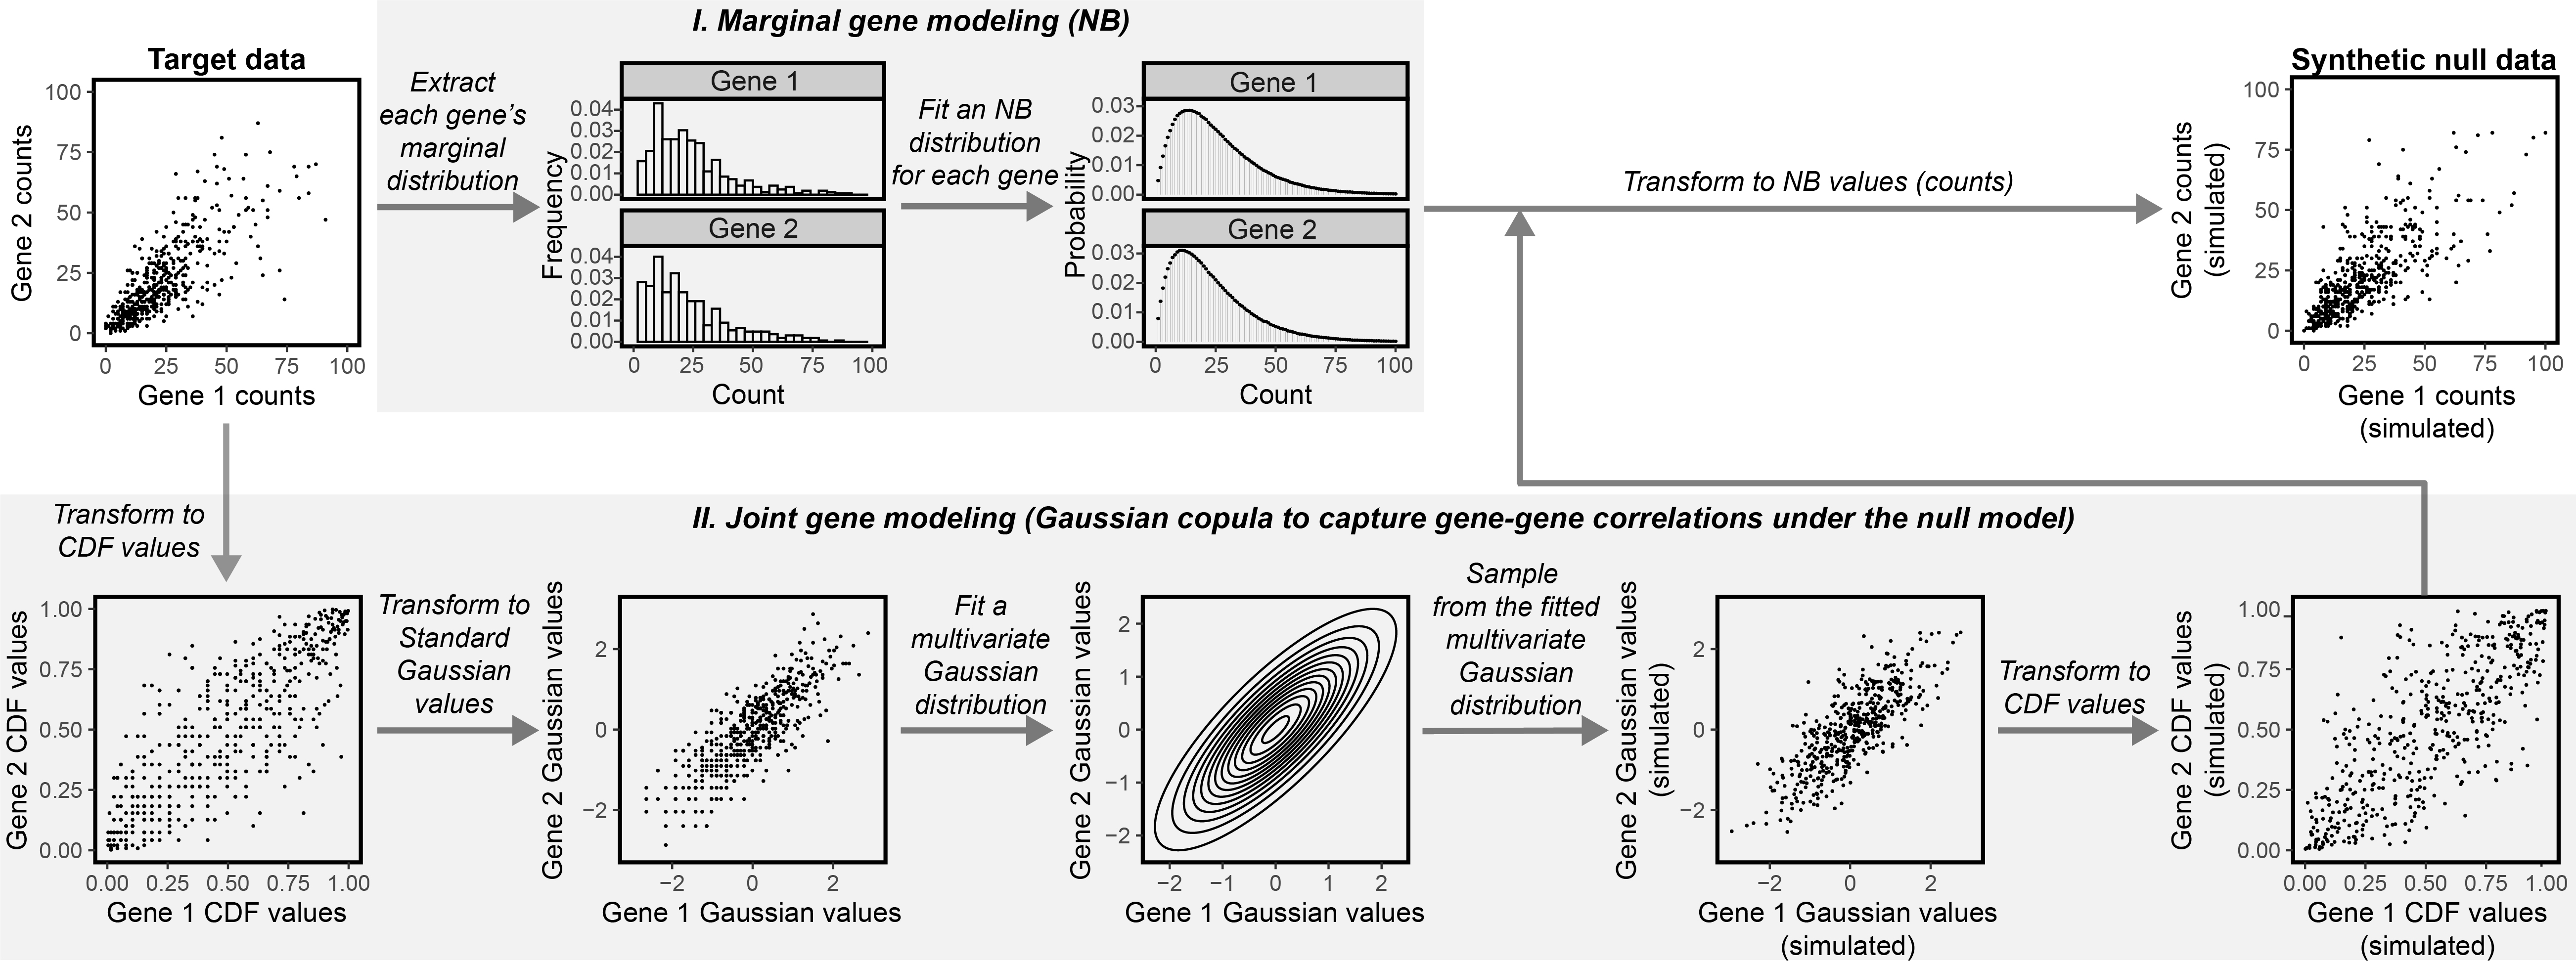 I. Marginal gene modeling (NB)
Target data
100
75
50
25
0
0 25 50 75 100
Gene 2 counts
Gene 1 counts
Extract
each gene's
marginal
distribution
Gene 1
0.04
0.03
0.02
0.01
0.00
Frequency
Gene 2
0.04
0.03
0.02
0.01
0.00
0 25 50 75 100
Count
Fit an NB
distribution
for each gene
Gene 1
0.03
0.02
0.01
0.00
Probability
Gene 2
0.03
0.02
0.01
0.00
0 25 50 75 100
Count
Transform to NB values (counts)
Synthetic null data
100
75
50
25
0
0 25 50 75 100
Gene 2 counts
(simulated)
Gene 1 counts
(simulated)
Transform to
CDF values
II. Joint gene modeling (Gaussian copula to capture gene-gene correlations under the null model)
1.00
0.75
0.50
0.25
0.00
0.00 0.25 0.50 0.75 1.00
Gene 2 CDF values
Gene 1 CDF values
Transform to
Standard
Gaussian
values
2
0
−2
−2 0 2
Gene 2 Gaussian values
Gene 1 Gaussian values
Fit a
multivariate
Gaussian
distribution
2
1
0
−1
−2
−2 −1 0 1 2
Gene 2 Gaussian values
Gene 1 Gaussian values
Sample
from the fitted
multivariate
Gaussian
distribution
2
0
−2
−2 0 2
Gene 2 Gaussian values
(simulated)
Gene 1 Gaussian values
(simulated)
Transform to
CDF values
1.00
0.75
0.50
0.25
0.00
0.00 0.25 0.50 0.75 1.00
Gene 2 CDF values
(simulated)
Gene 1 CDF values
(simulated)